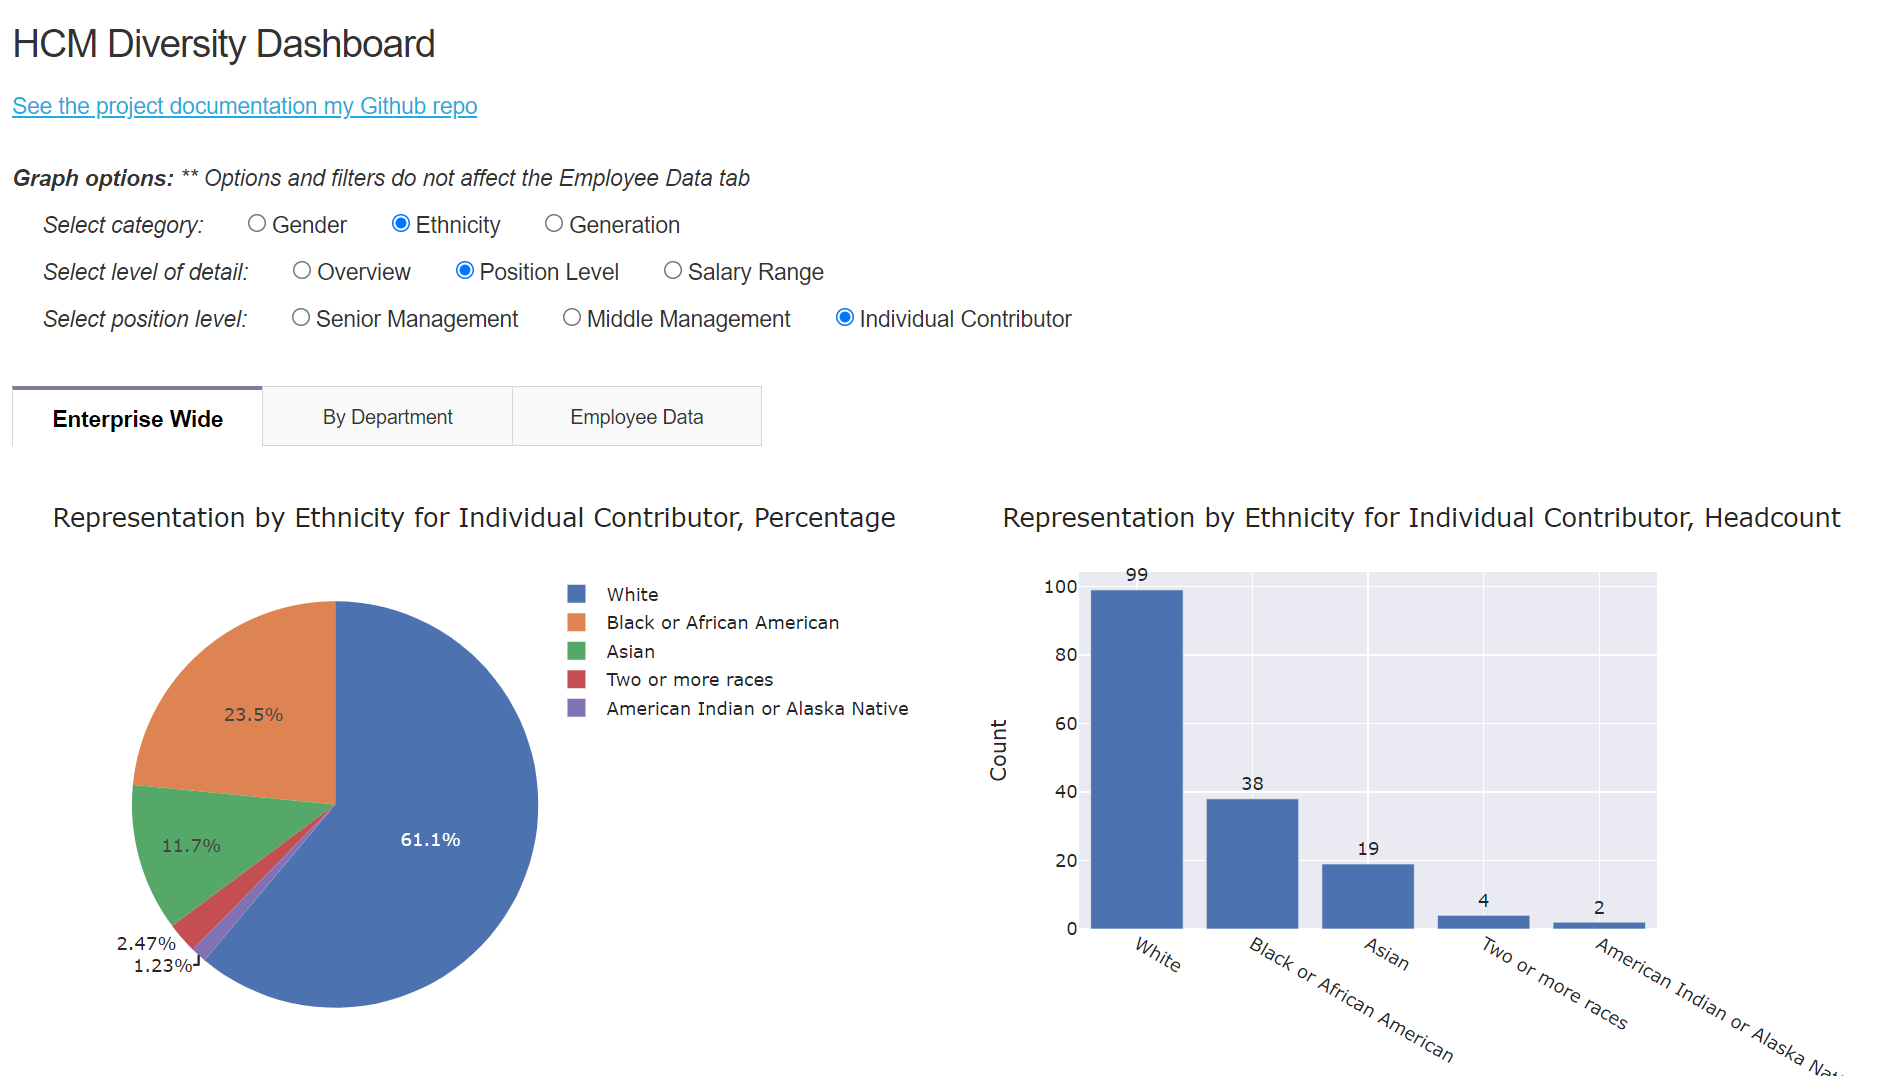 HCM Diversity Dashboard
See the project documentation my Github repo
Graph options: ** Options and filters do not affect the Employee Data tab
Select category: Gender Ethnicity Generation
Select level of detail: Overview Position Level Salary Range
Select position level: Senior Management Middle Management Individual Contributor
Enterprise Wide By Department Employee Data
Representation by Ethnicity for Individual Contributor, Percentage
White
Black or African American
Asian
Two or more races
American Indian or Alaska Native
23.5%
61.1%
11.7%
2.47%
1.23%
Representation by Ethnicity for Individual Contributor, Headcount
Count
100
80
60
40
20
0
99
38
19
4
2
White
Black or African American
Asian
Two or more races
American Indian or Alaska